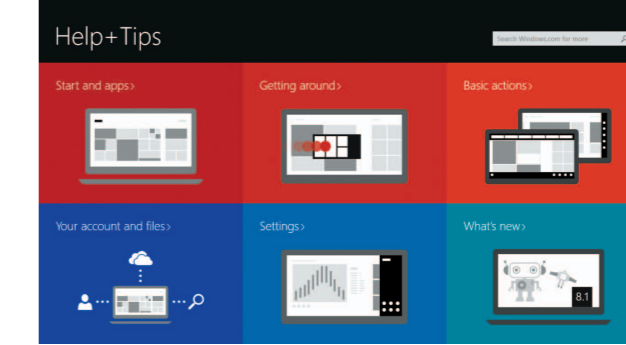 Help+Tips
Search Windows.com for more
Start and apps>
Getting around>
Basic actions>
Your account and files>
Settings>
What's new>
8.1